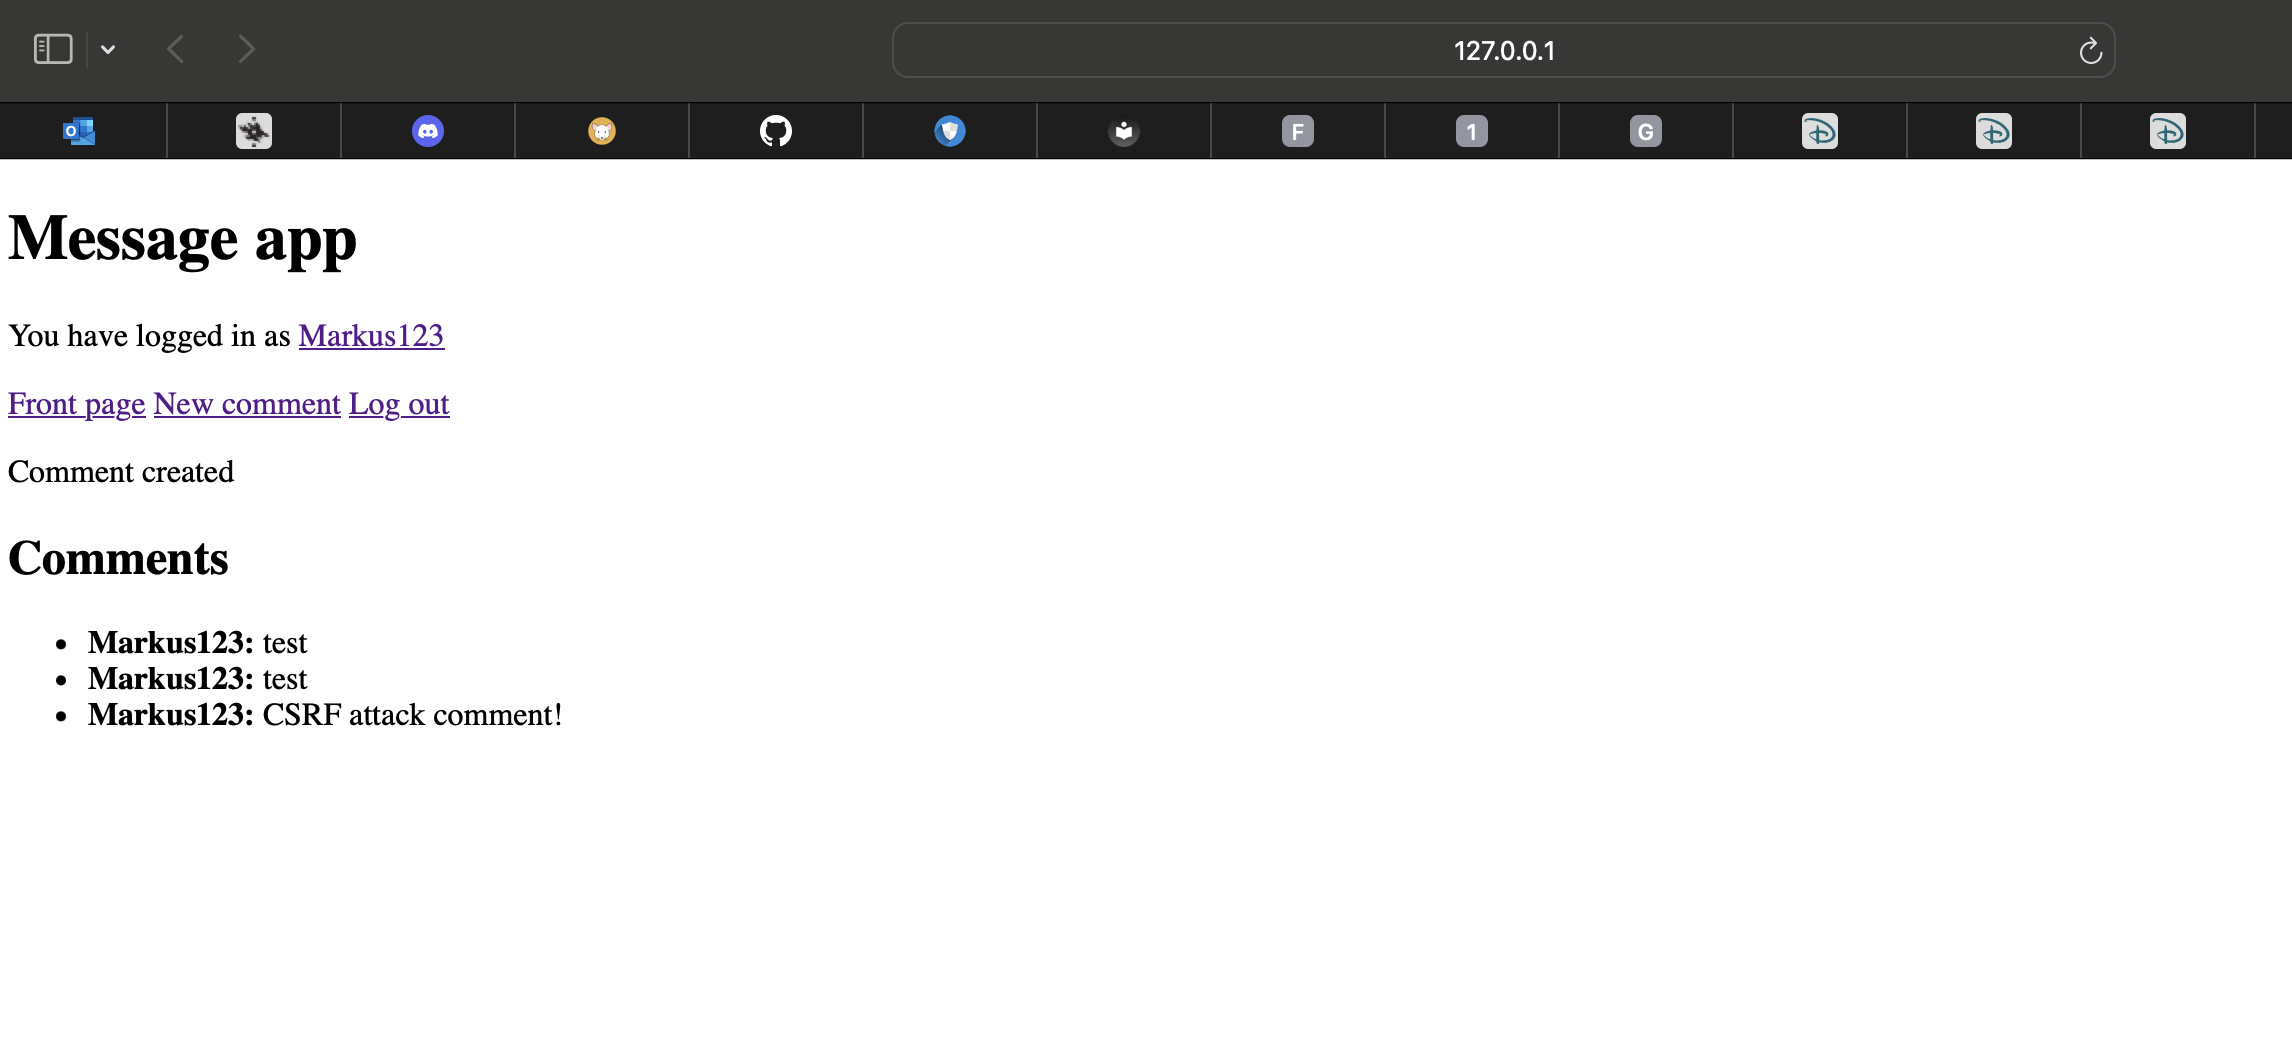 127.0.0.1
O F 1 G
Message app
You have logged in as Markus123
Front page New comment Log out
Comment created
Comments
Markus123: test
Markus123: test
Markus123: CSRF attack comment!